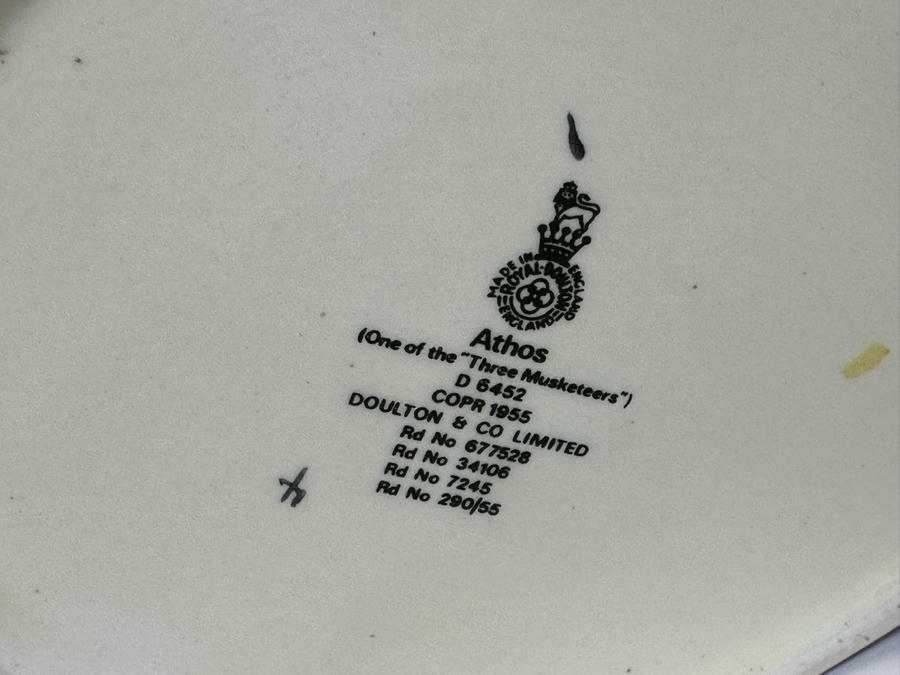 MADE IN ENGLAND
ROYAL·DOULTON
ENGLAND
Athos
(One of the "Three Musketeers")
D 6452
COPR 1955
DOULTON & CO LIMITED
Rd No 677528
Rd No 34106
Rd No 7245
Rd No 290/55